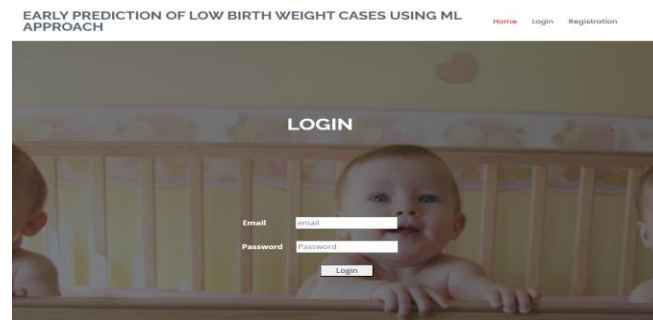 EARLY PREDICTION OF LOW BIRTH WEIGHT CASES USING ML
APPROACH
Home Login Registration
LOGIN
Email email
Password Password
Login